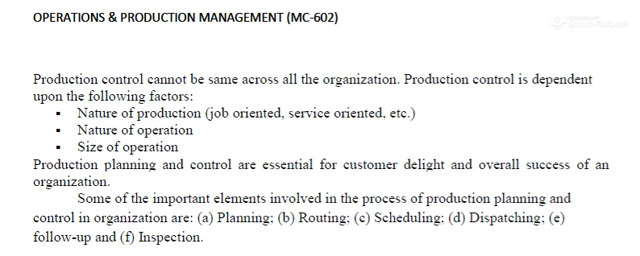 OPERATIONS & PRODUCTION MANAGEMENT (MC-602)
Production control cannot be same across all the organization. Production control is dependent
upon the following factors:
▪ Nature of production (job oriented, service oriented, etc.)
▪ Nature of operation
▪ Size of operation
Production planning and control are essential for customer delight and overall success of an
organization.
Some of the important elements involved in the process of production planning and
control in organization are: (a) Planning; (b) Routing; (c) Scheduling; (d) Dispatching; (e)
follow-up and (f) Inspection.